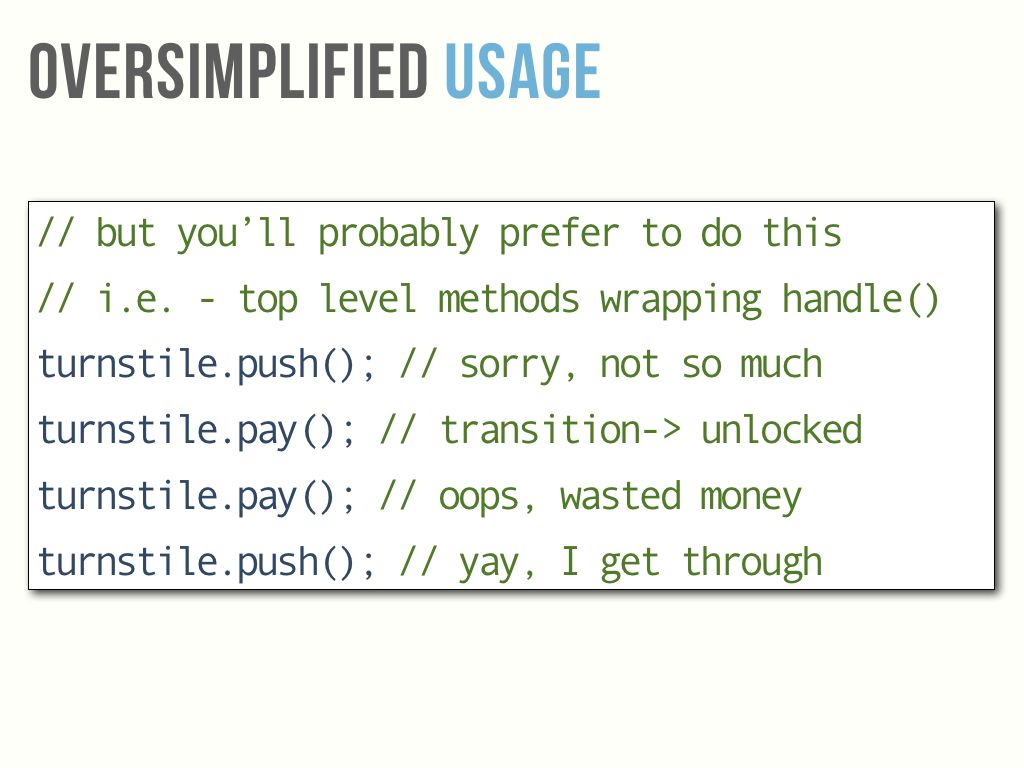 OVERSIMPLIFIED USAGE
// but you’ll probably prefer to do this
// i.e. - top level methods wrapping handle()
turnstile.push(); // sorry, not so much
turnstile.pay(); // transition-> unlocked
turnstile.pay(); // oops, wasted money
turnstile.push(); // yay, I get through